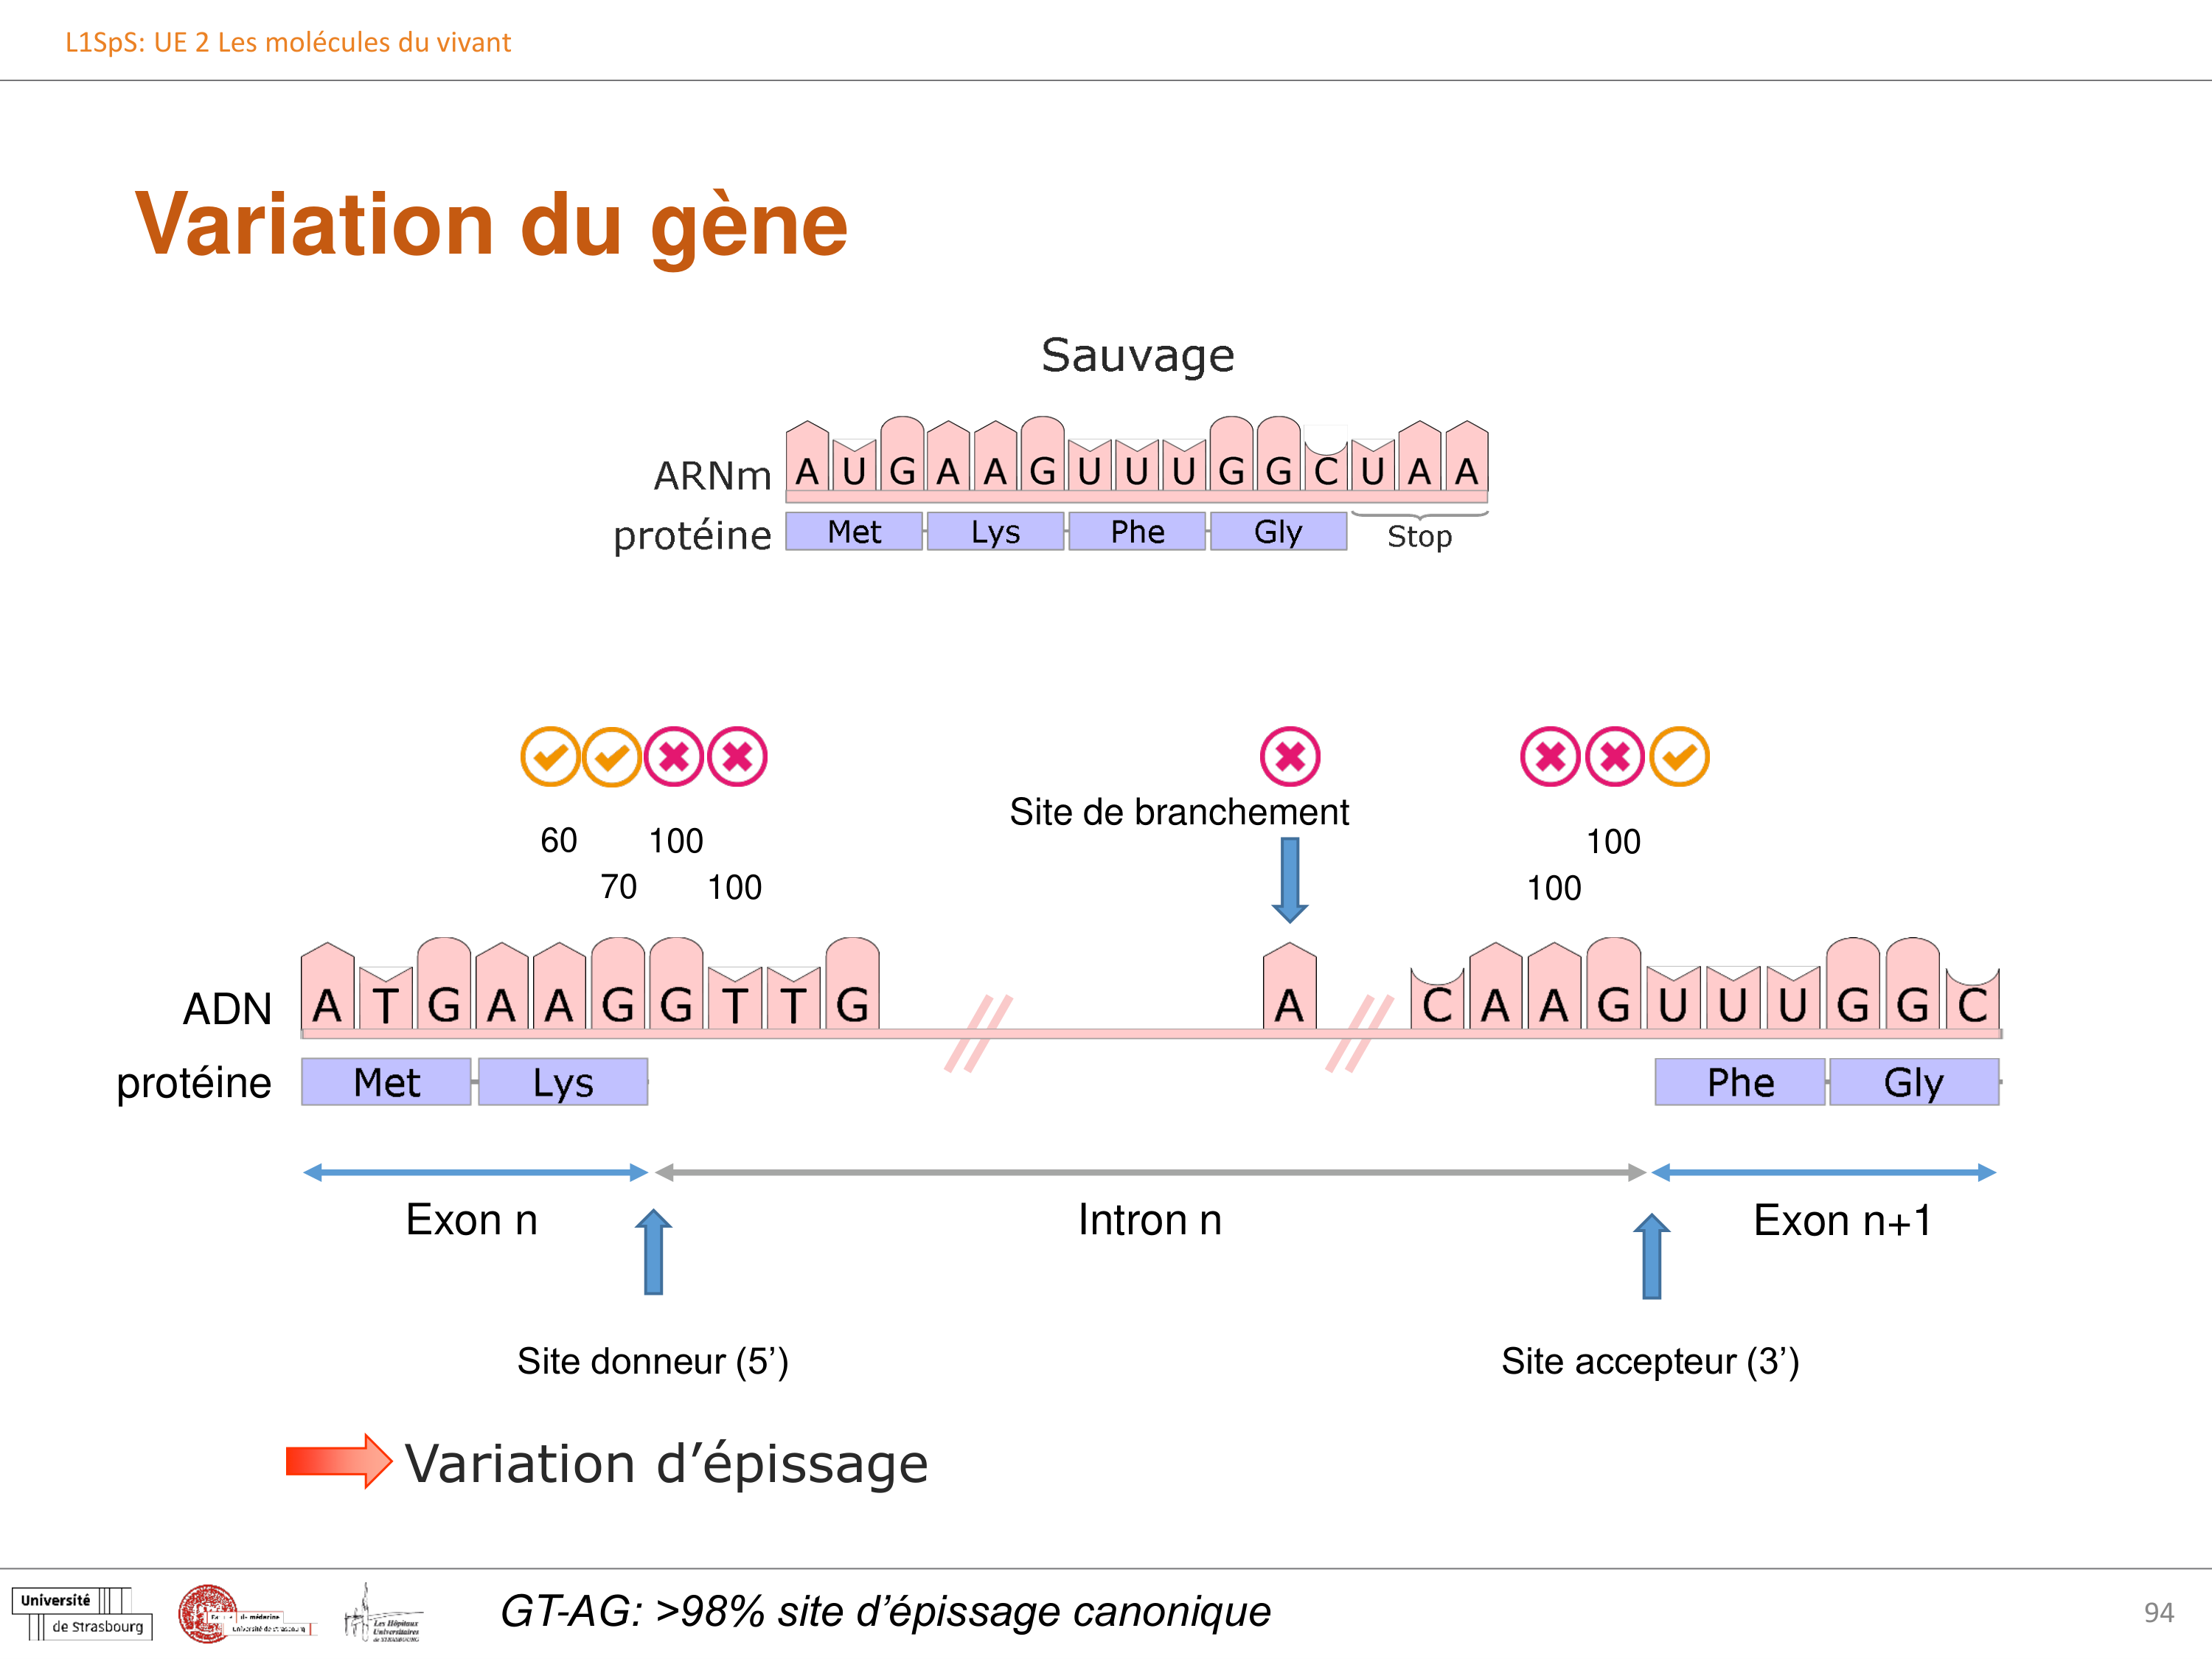 L1SpS: UE 2 Les molécules du vivant
Variation du gène
Sauvage
ARNm A U G A A G U U U G G C U A A
protéine Met Lys Phe Gly Stop
Site de branchement
60 100 100
70 100 100
ADN A T G A A G G T T G A C A A G U U U G G C
protéine Met Lys Phe Gly
Exon n Intron n Exon n+1
Site donneur (5’) Site accepteur (3’)
Variation d’épissage
Université
de Strasbourg
Les Hôpitaux
Universitaires
de STRASBOURG
GT-AG: >98% site d’épissage canonique
94